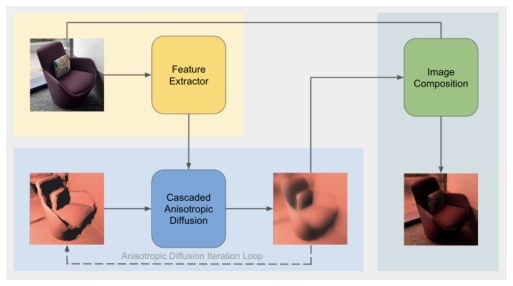 Feature
Extractor
Image
Composition
Cascaded
Anisotropic
Diffusion
Anisotropic Diffusion Iteration Loop